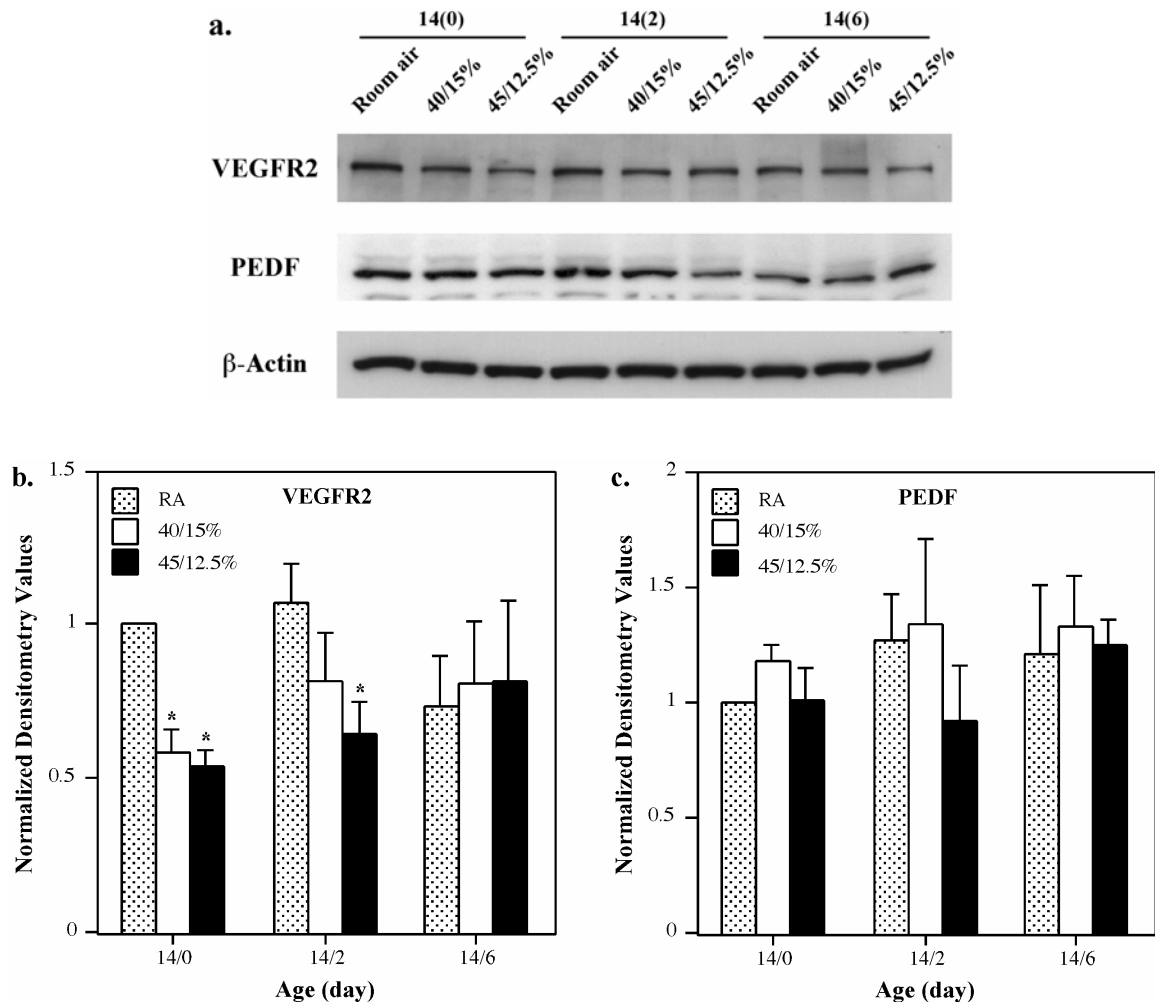 a.
14(0) 14(2) 14(6)
Room air 40/15% 45/12.5% Room air 40/15% 45/12.5% Room air 40/15% 45/12.5%
VEGFR2
PEDF
β-Actin
b.
VEGFR2
RA
40/15%
45/12.5%
Normalized Densitometry Values
1.5
1
0.5
0
* * *
14/0 14/2 14/6
Age (day)
c.
PEDF
RA
40/15%
45/12.5%
Normalized Densitometry Values
2
1.5
1
0.5
0
14/0 14/2 14/6
Age (day)